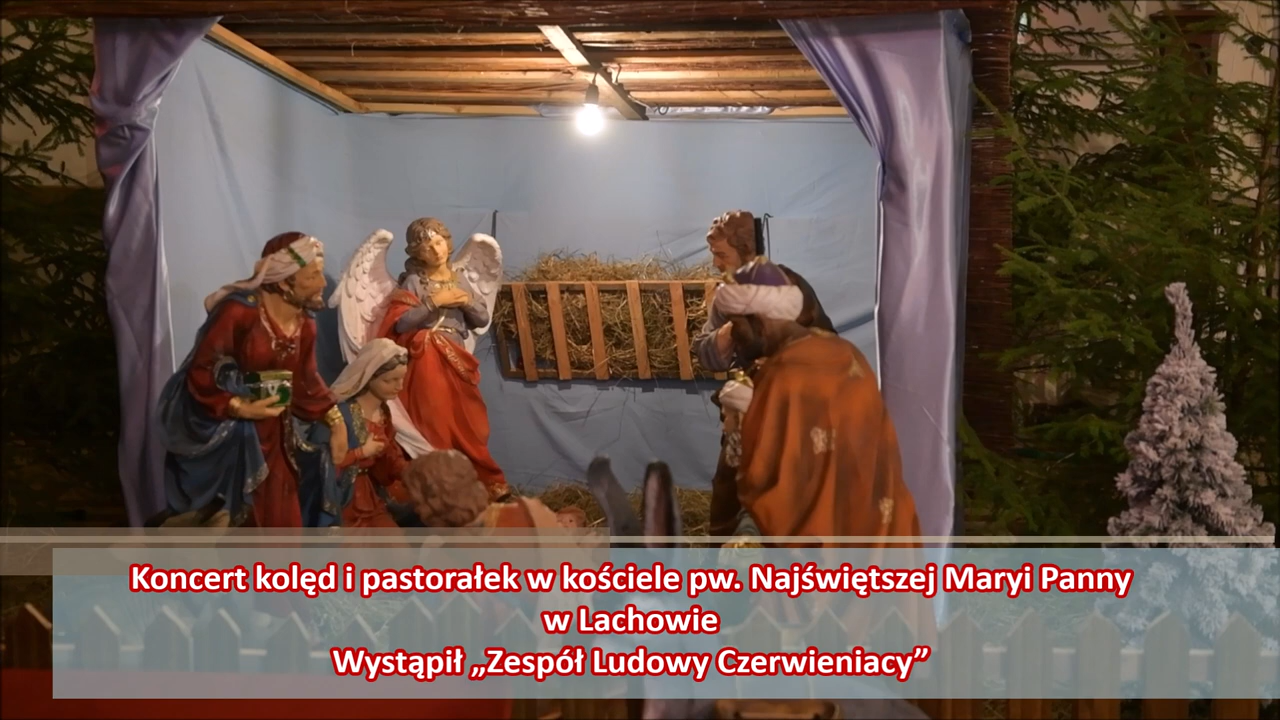 Koncert kolęd i pastorałek w kościele pw. Najświętszej Maryi Panny
w Lachowie
Wystąpił „Zespół Ludowy Czerwieniacy”